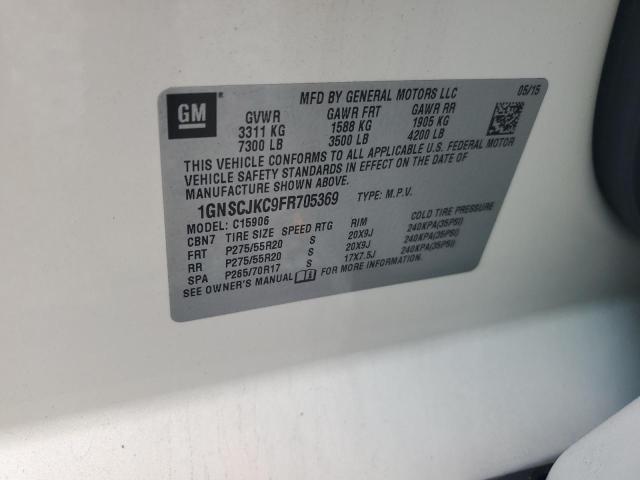 GM
MFD BY GENERAL MOTORS LLC 05/15
GVWR GAWR FRT GAWR RR
3311 KG 1588 KG 1905 KG
7300 LB 3500 LB 4200 LB
THIS VEHICLE CONFORMS TO ALL APPLICABLE U.S. FEDERAL MOTOR
VEHICLE SAFETY STANDARDS IN EFFECT ON THE DATE OF
MANUFACTURE SHOWN ABOVE.
1GNSCJKC9FR705369 TYPE: M.P.V.
MODEL: C15906
CBN7 TIRE SIZE SPEED RTG RIM COLD TIRE PRESSURE
FRT P275/55R20 S 20X9J 240KPA(35PSI)
RR P275/55R20 S 20X9J 240KPA(35PSI)
SPA P265/70R17 S 17X7.5J 240KPA(35PSI)
SEE OWNER'S MANUAL FOR MORE INFORMATION.